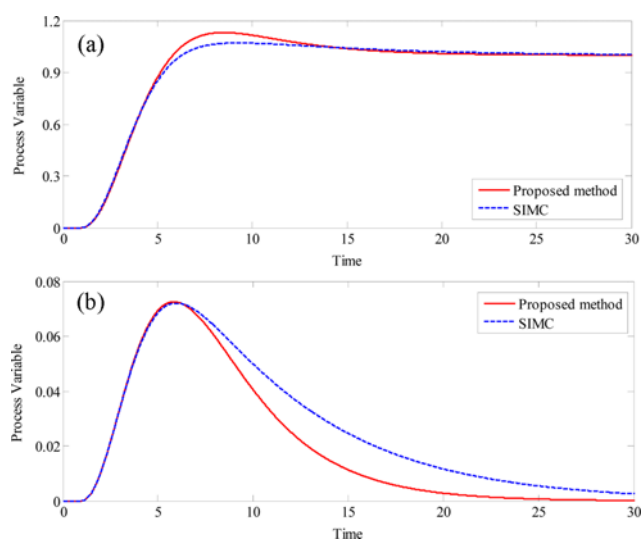 1.2
(a)
0.9
0.6
0.3
0
Process Variable
Proposed method
SIMC
0 5 10 15 20 25 30
Time
0.08
(b)
0.06
0.04
0.02
0
Process Variable
Proposed method
SIMC
0 5 10 15 20 25 30
Time